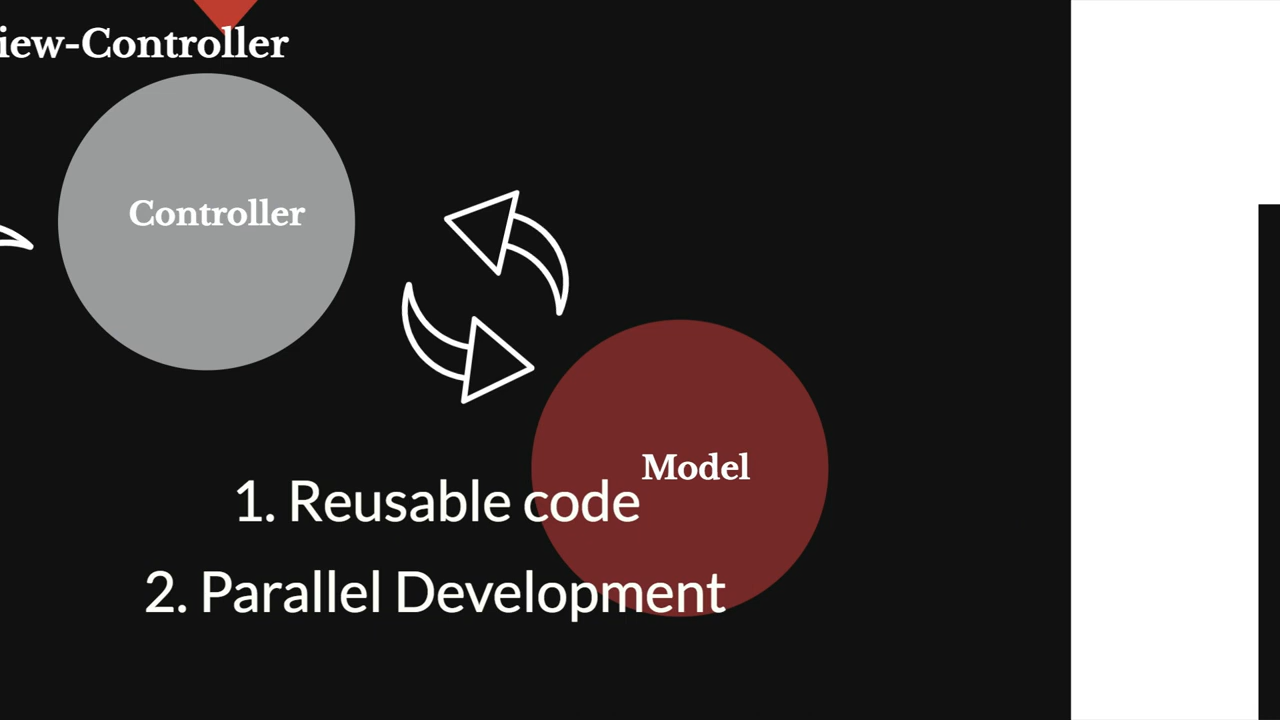 iew-Controller
Controller
Model
1. Reusable code
2. Parallel Development